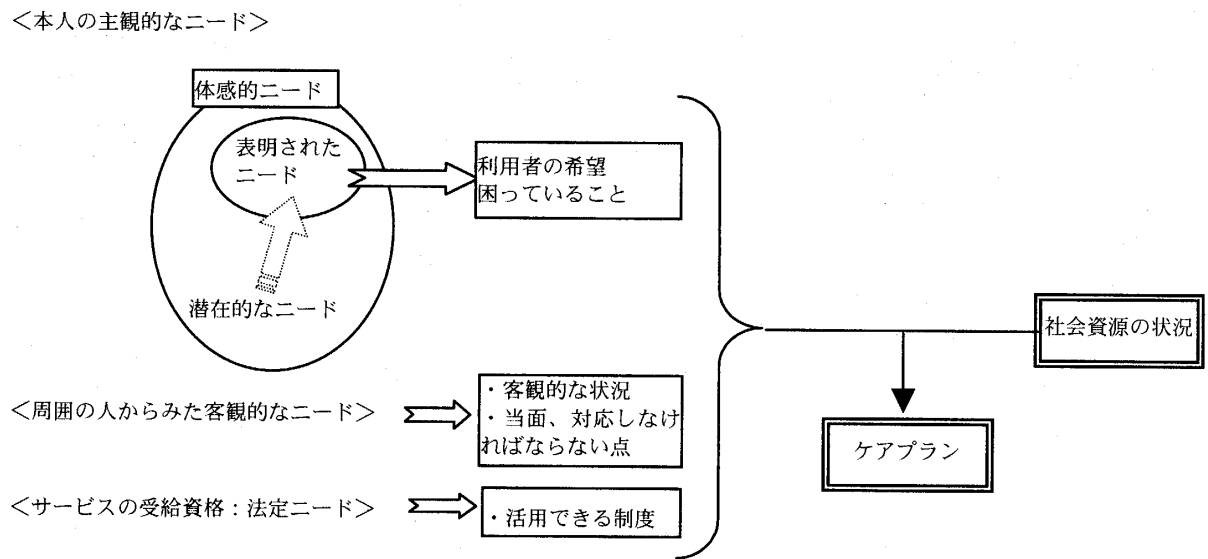 ＜本人の主観的なニード＞
体感的ニード
表明された
ニード
利用者の希望
困っていること
潜在的なニード
社会資源の状況
＜周囲の人からみた客観的なニード＞
・客観的な状況
・当面、対応しなけ
ればならない点
ケアプラン
＜サービスの受給資格：法定ニード＞
・活用できる制度